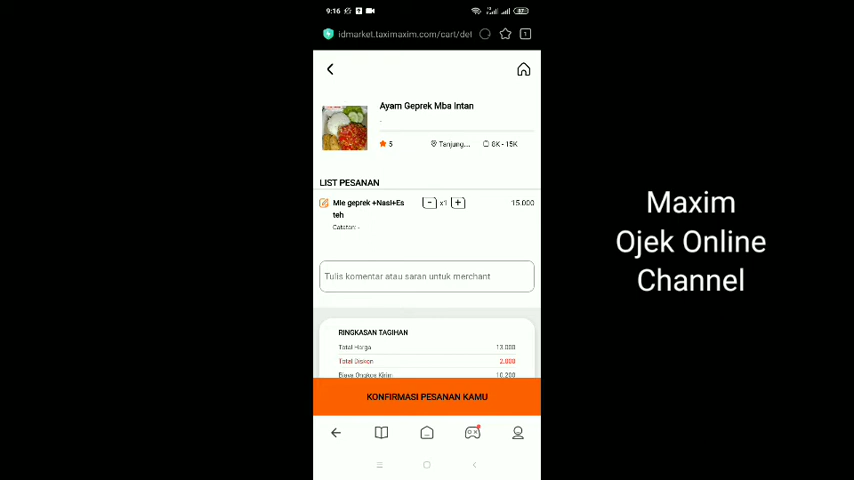 9:16
87
idmarket.taximaxim.com/cart/det
1
Ayam Geprek Mba Intan
-
5 Tanjung,... 8K - 15K
LIST PESANAN
Mie geprek +Nasi+Es - x1 + 15.000
teh
Catatan: -
Tulis komentar atau saran untuk merchant
RINGKASAN TAGIHAN
Total Harga 13.000
Total Diskon 2.000
Biaya Ongkos Kirim 10.200
KONFIRMASI PESANAN KAMU
Maxim
Ojek Online
Channel